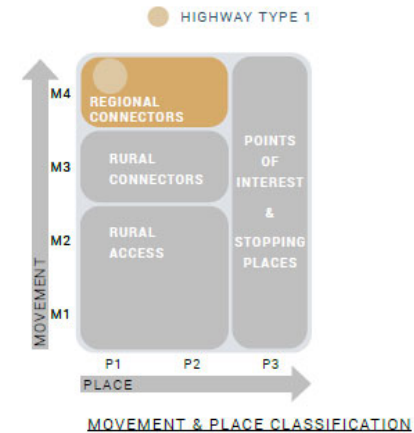 HIGHWAY TYPE 1
M4
REGIONAL
CONNECTORS
M3
RURAL
CONNECTORS
M2
RURAL
ACCESS
M1
POINTS
OF
INTEREST
&
STOPPING
PLACES
MOVEMENT
P1 P2 P3
PLACE
MOVEMENT & PLACE CLASSIFICATION